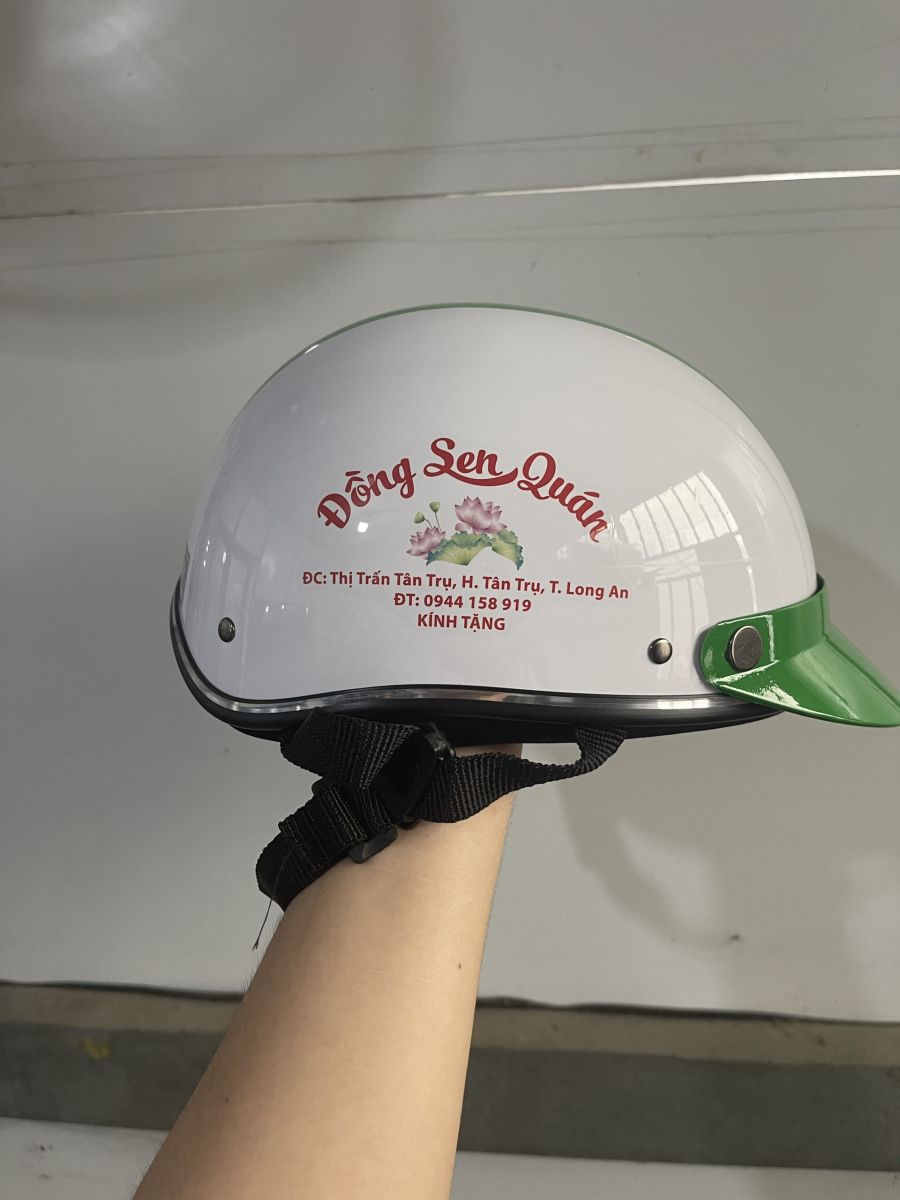 Đồng Sen Quán
ĐC: Thị Trấn Tân Trụ, H. Tân Trụ, T. Long An
ĐT: 0944 158 919
KÍNH TẶNG